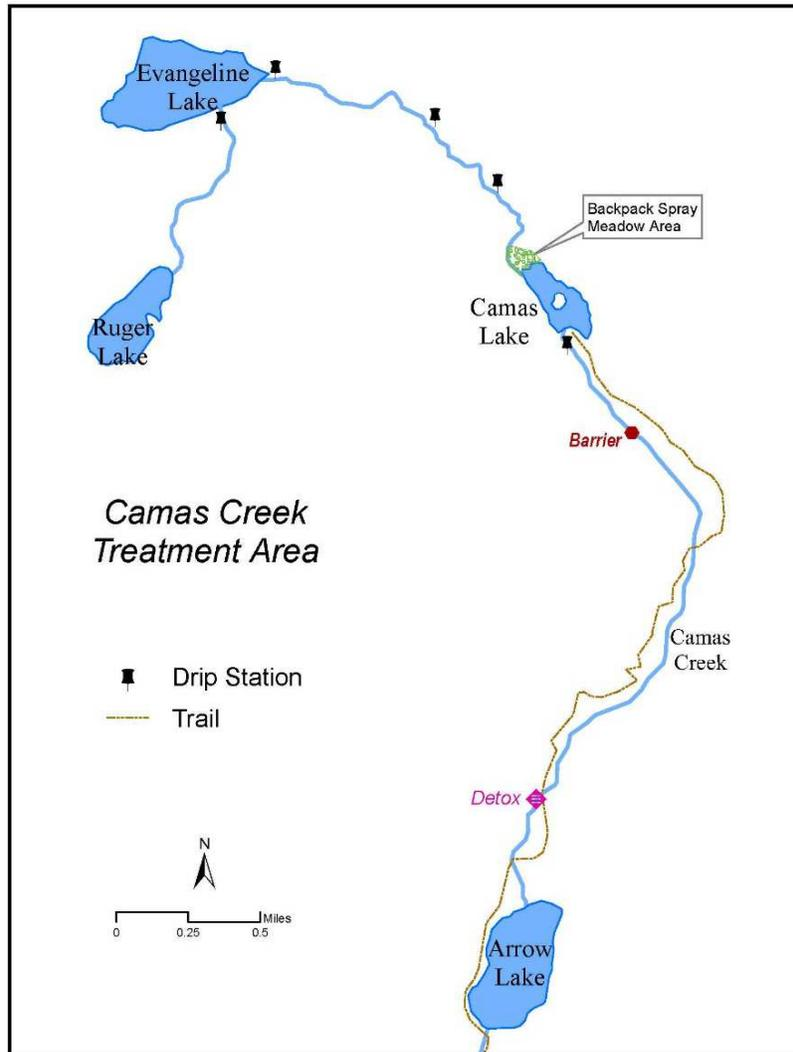 Evangeline
Lake
Backpack Spray
Meadow Area
Camas
Lake
Ruger
Lake
Barrier
Camas Creek
Treatment Area
Camas
Creek
Drip Station
Trail
Detox
N
Miles
0 0.25 0.5
Arrow
Lake